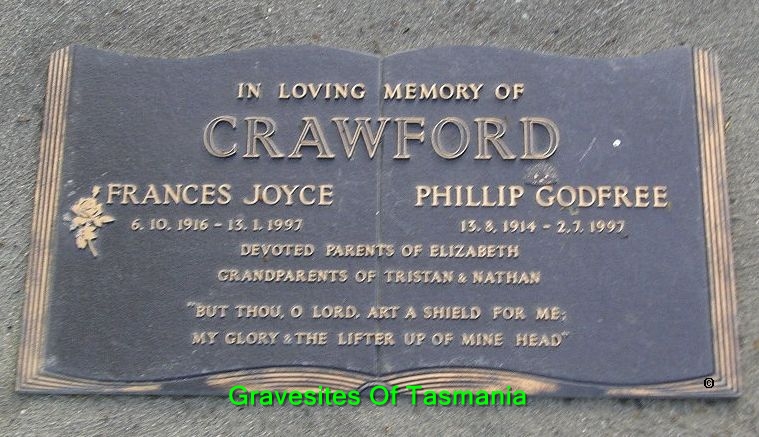 IN LOVING MEMORY OF
CRAWFORD
FRANCES JOYCE
6. 10. 1916 - 13. 1. 1997
PHILLIP GODFREE
13. 8. 1914 - 2. 7. 1997
DEVOTED PARENTS OF ELIZABETH
GRANDPARENTS OF TRISTAN & NATHAN
"BUT THOU, O LORD, ART A SHIELD FOR ME;
MY GLORY & THE LIFTER UP OF MINE HEAD"
©
Gravesites Of Tasmania